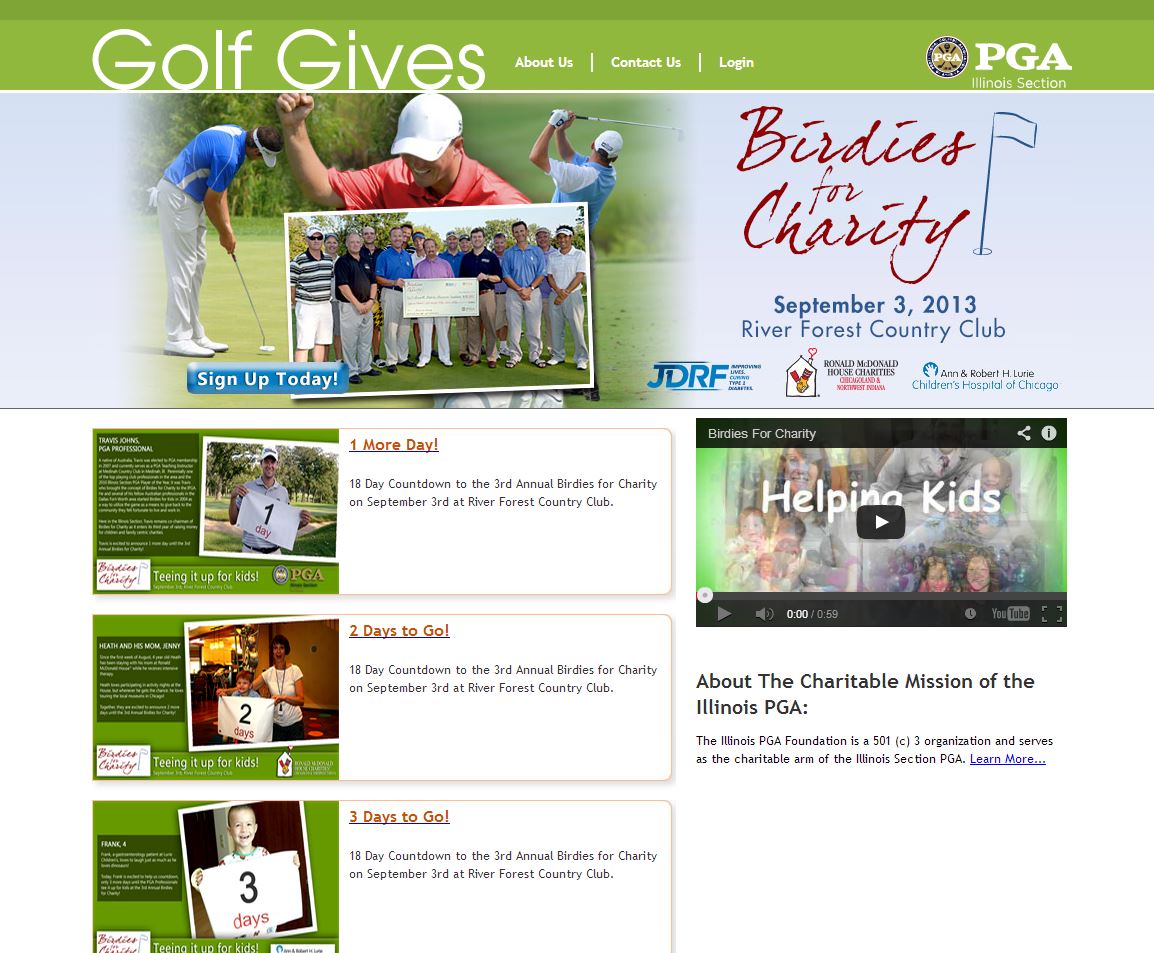 Golf Gives
About Us
Contact Us
Login
PGA
Illinois Section
Birdies
for
Charity
September 3, 2013
River Forest Country Club
Sign Up Today!
JDRF
IMPROVING
LIVES.
CURING
TYPE 1
DIABETES.
RONALD McDONALD
HOUSE CHARITIES
CHICAGOLAND &
NORTHWEST INDIANA
Ann & Robert H. Lurie
Children's Hospital of Chicago
TRAVIS JOHNS,
PGA PROFESSIONAL
1
day
Birdies
for
Charity
Teeing it up for kids!
September 3rd, River Forest Country Club
PGA
1 More Day!
18 Day Countdown to the 3rd Annual Birdies for Charity
on September 3rd at River Forest Country Club.
HEATH AND HIS MOM, JENNY
2
days
Birdies
for
Charity
Teeing it up for kids!
September 3rd, River Forest Country Club
2 Days to Go!
18 Day Countdown to the 3rd Annual Birdies for Charity
on September 3rd at River Forest Country Club.
FRANK, 4
3
days
Birdies
for
Charity
Teeing it up for kids!
Ann & Robert H. Lurie
3 Days to Go!
18 Day Countdown to the 3rd Annual Birdies for Charity
on September 3rd at River Forest Country Club.
Birdies For Charity
Helping Kids
0:00 / 0:59
YouTube
About The Charitable Mission of the
Illinois PGA:
The Illinois PGA Foundation is a 501 (c) 3 organization and serves
as the charitable arm of the Illinois Section PGA. Learn More...